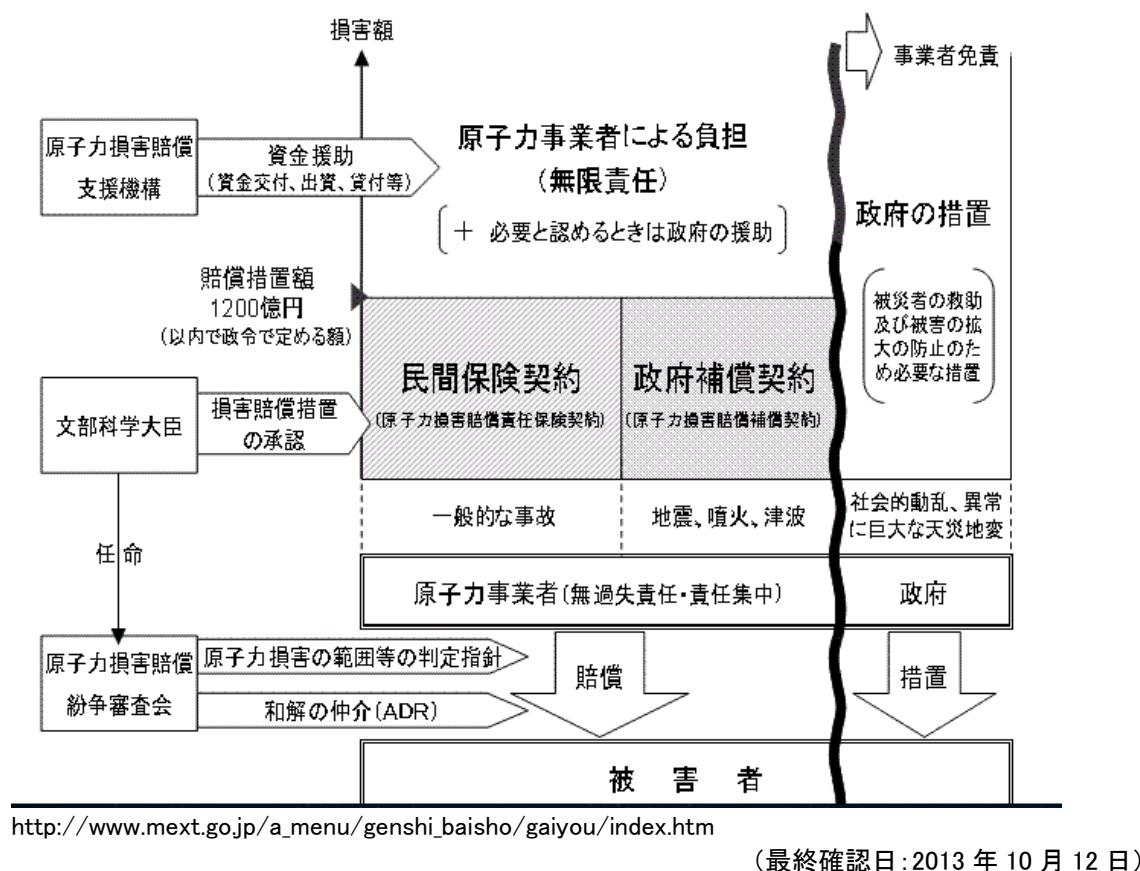 損害額
事業者免責
原子力損害賠償
支援機構
資金援助
(資金交付、出資、貸付等)
原子力事業者による負担
(無限責任)
＋ 必要と認めるときは政府の援助
政府の措置
被災者の救助
及び被害の拡
大の防止のた
め必要な措置
賠償措置額
1200億円
(以内で政令で定める額)
民間保険契約
(原子力損害賠償責任保険契約)
政府補償契約
(原子力損害賠償補償契約)
文部科学大臣
損害賠償措置
の承認
一般的な事故
地震、噴火、津波
社会的動乱、異常
に巨大な天災地変
任命
原子力事業者(無過失責任・責任集中)
政府
原子力損害賠償
紛争審査会
原子力損害の範囲等の判定指針
和解の仲介(ADR)
賠償
措置
被害者
http://www.mext.go.jp/a_menu/genshi_baisho/gaiyou/index.htm
(最終確認日：2013 年 10 月 12 日)